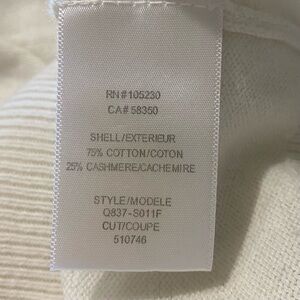 RN#105230
CA# 58350
SHELL/EXTERIEUR
75% COTTON/COTON
25% CASHMERE/CACHEMIRE
STYLE/MODELE
Q837-S011F
CUT/COUPE
510746